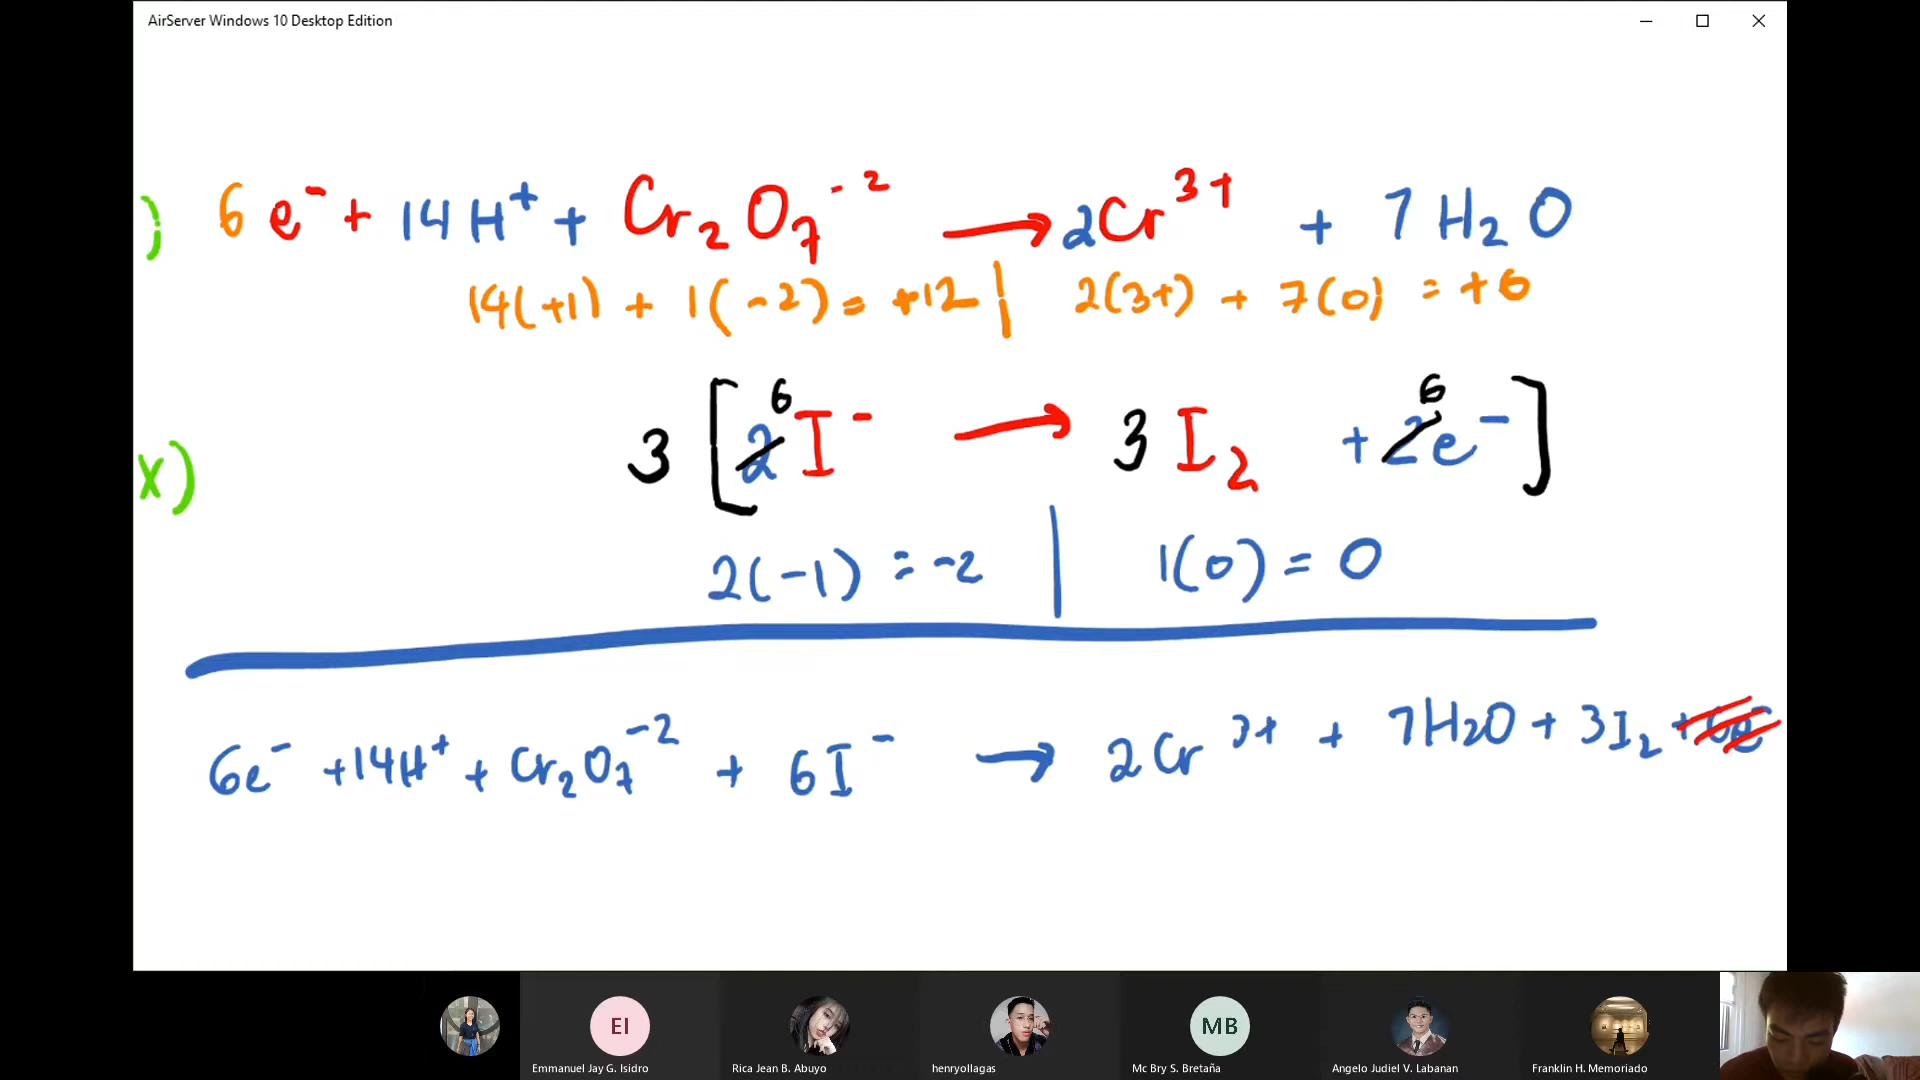 AirServer Windows 10 Desktop Edition
) 6 e⁻ + 14 H⁺ + Cr₂O₇⁻² → 2Cr³⁺ + 7 H₂O
14(+1) + 1(-2) = +12 | 2(3+) + 7(0) = +6
X) 3 [2 6 I⁻ → 3 I₂ + 2 6 e⁻]
2(-1) = -2 | 1(0) = 0
6e⁻ + 14H⁺ + Cr₂O₇⁻² + 6I⁻ → 2Cr³⁺ + 7H₂O + 3I₂ + 6e⁻
EI
MB
Emmanuel Jay G. Isidro
Rica Jean B. Abuyo
henryollagas
Mc Bry S. Bretaña
Angelo Judiel V. Labanan
Franklin H. Memoriado